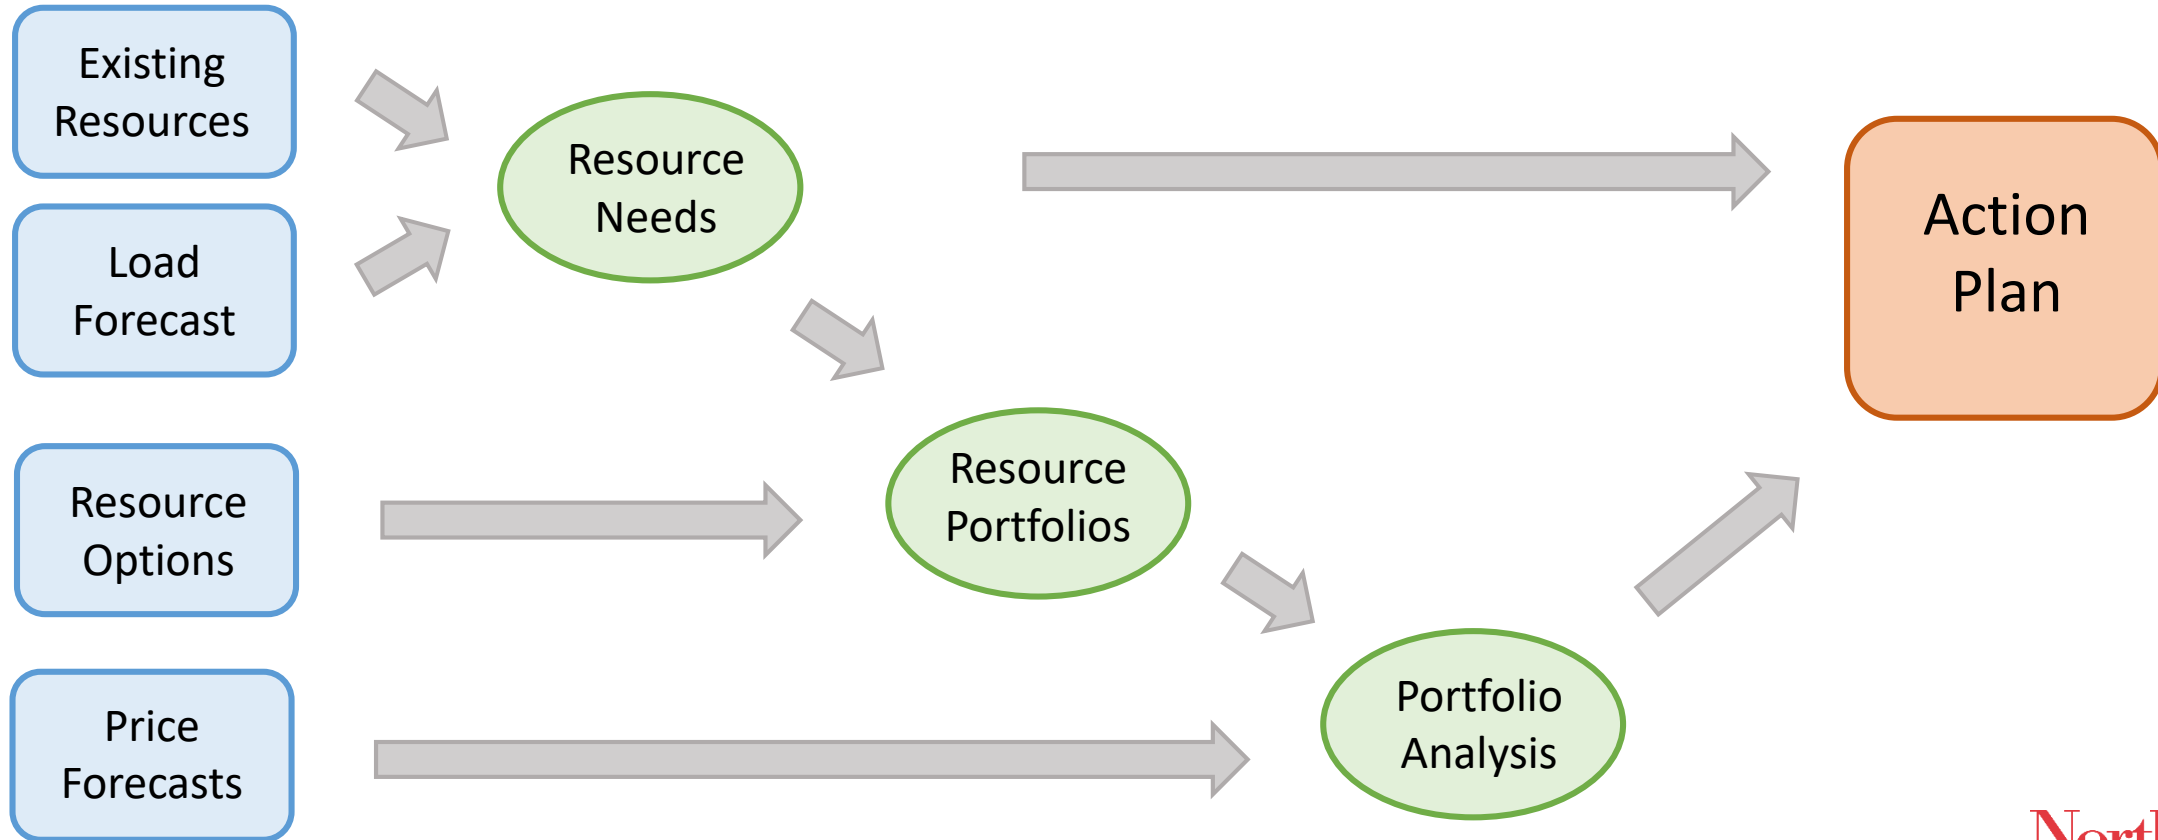 Existing
Resources
Load
Forecast
Resource
Options
Price
Forecasts
Resource
Needs
Resource
Portfolios
Portfolio
Analysis
Action
Plan